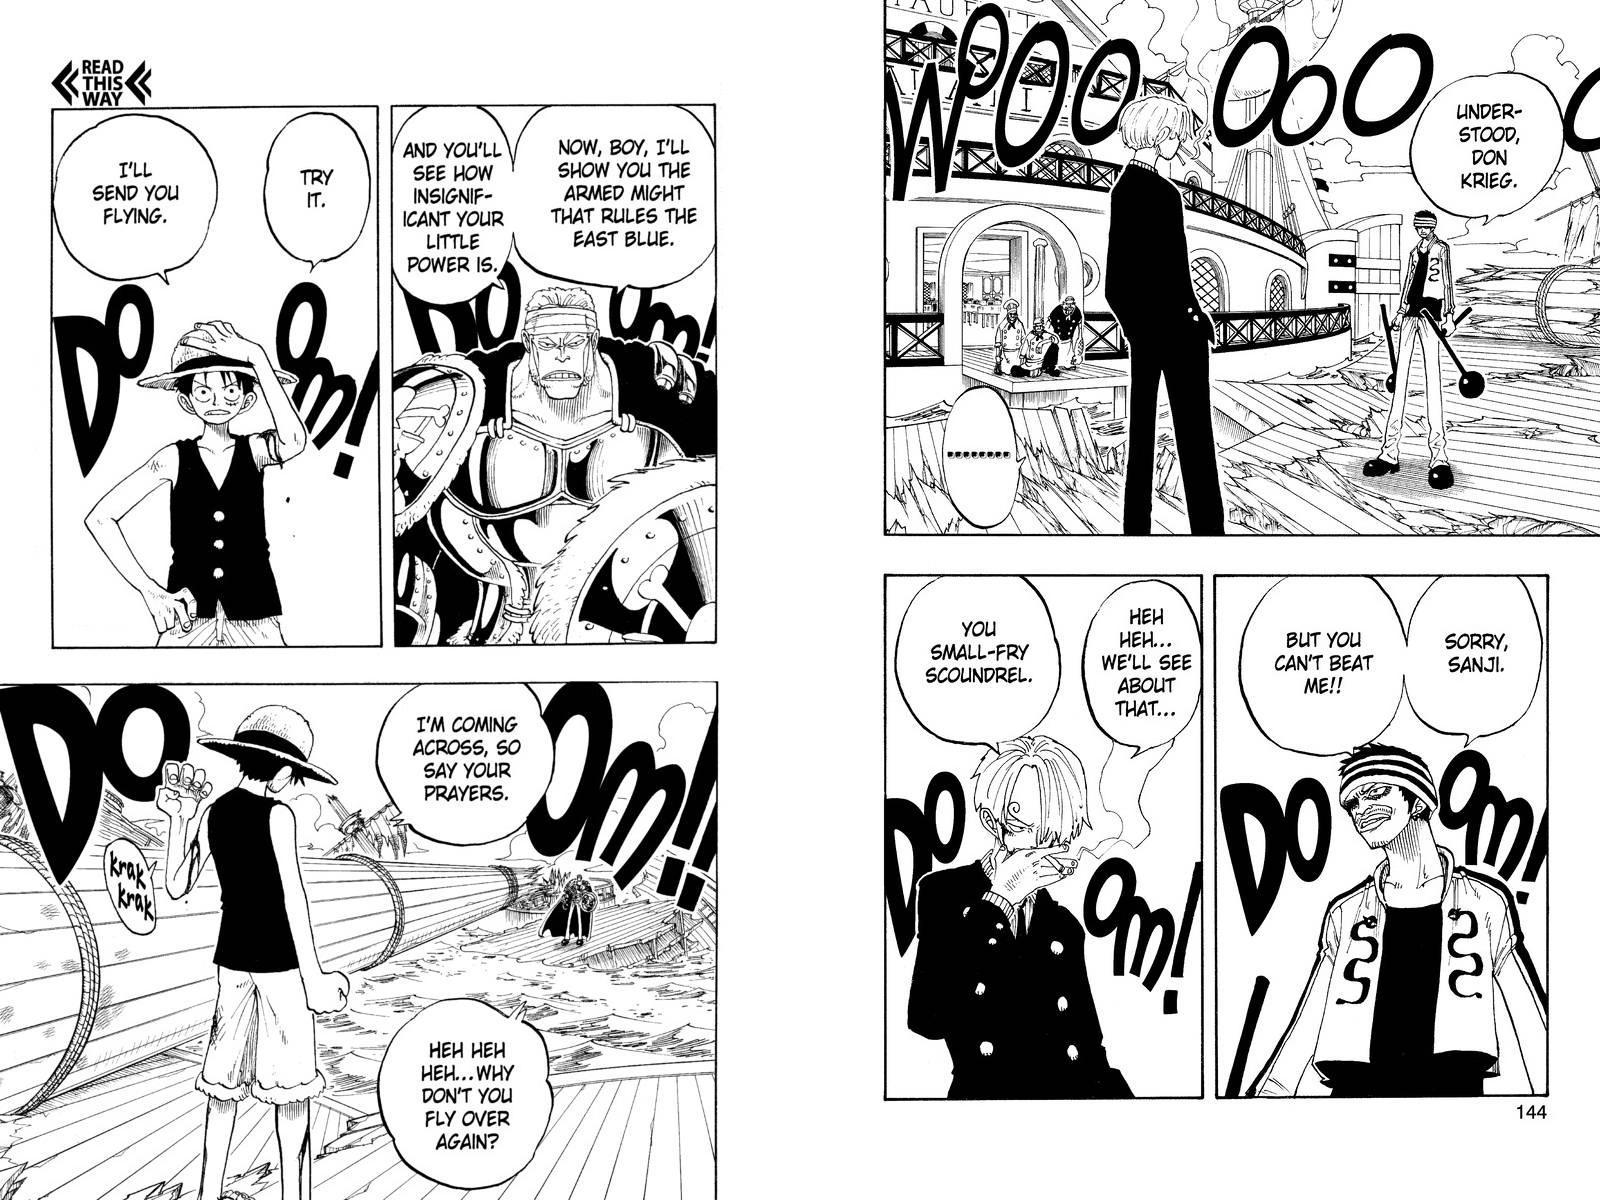 WOOO OOO O
UNDER-
STOOD,
DON
KRIEG.
........
SORRY,
SANJI.
BUT YOU
CAN'T BEAT
ME!!
DOOM!
HEH
HEH...
WE'LL SEE
ABOUT
THAT...
YOU
SMALL-FRY
SCOUNDREL.
DOOM!
144
READ
THIS
WAY
NOW, BOY, I'LL
SHOW YOU THE
ARMED MIGHT
THAT RULES THE
EAST BLUE.
AND YOU'LL
SEE HOW
INSIGNIF-
ICANT YOUR
LITTLE
POWER IS.
DOOM!
TRY
IT.
I'LL
SEND YOU
FLYING.
DOOM!
I'M COMING
ACROSS, SO
SAY YOUR
PRAYERS.
DOOM!!
krak
krak
HEH HEH
HEH...WHY
DON'T YOU
FLY OVER
AGAIN?